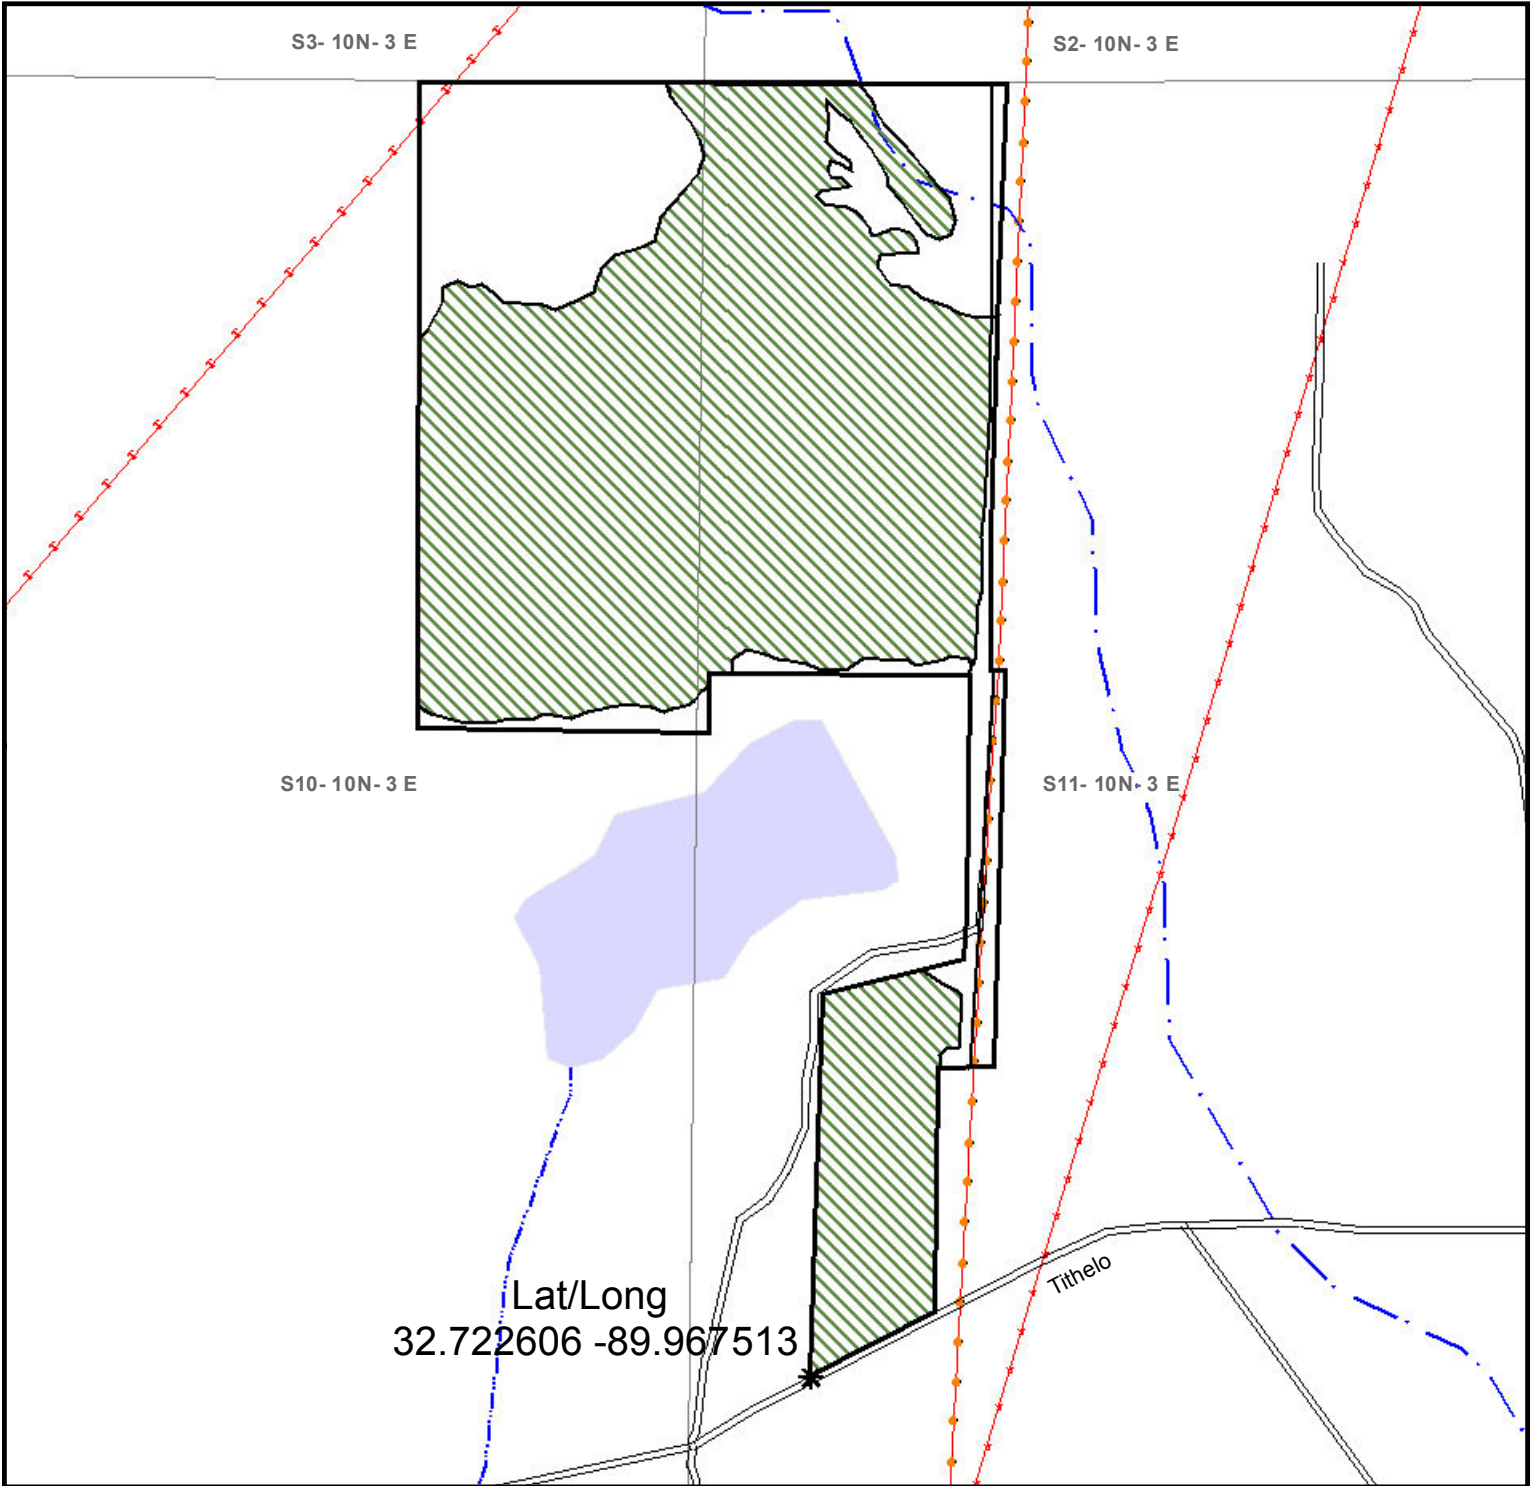 S3- 10N- 3 E
S2- 10N- 3 E
S10- 10N- 3 E
S11- 10N- 3 E
Tithelo
Lat/Long
32.722606 -89.967513